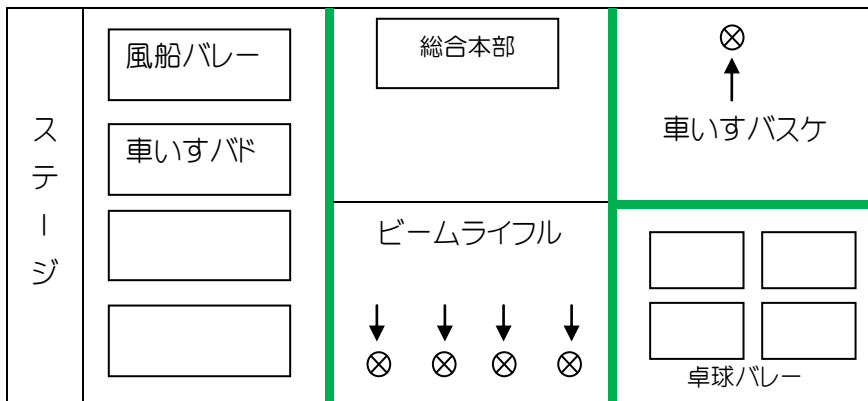 ステージ
風船バレー
車いすバド
総合本部
ビームライフル
車いすバスケ
卓球バレー